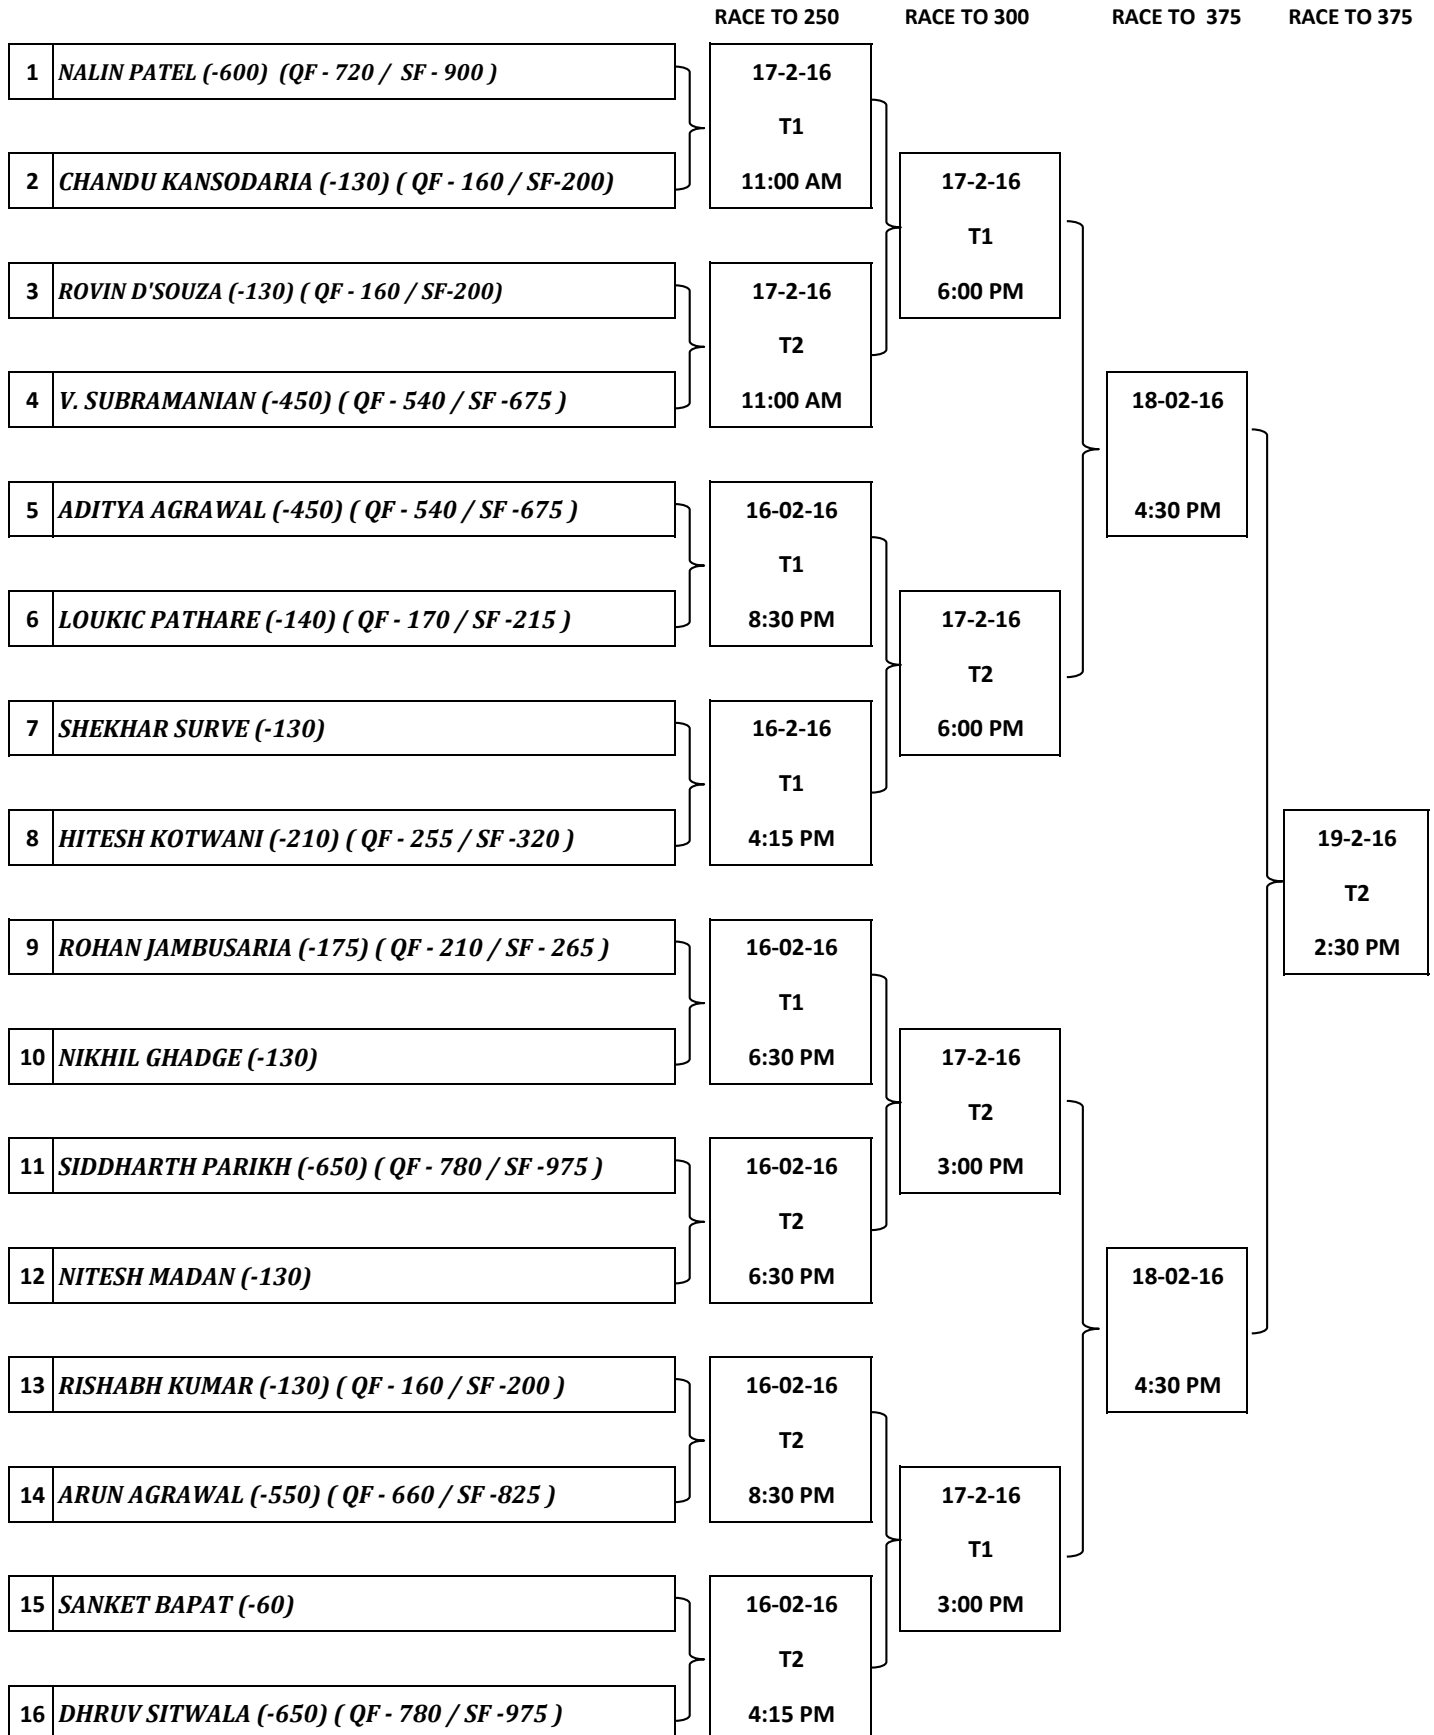 RACE TO 250 RACE TO 300 RACE TO  375 RACE TO 375
1 NALIN PATEL (-600)  (QF - 720 /  SF - 900 ) 17-2-16
T1
2 CHANDU KANSODARIA (-130) ( QF - 160 / SF-200) 11:00 AM 17-2-16
T1
3 ROVIN D'SOUZA (-130) ( QF - 160 / SF-200) 17-2-16 6:00 PM
T2
4 V. SUBRAMANIAN (-450) ( QF - 540 / SF -675 ) 11:00 AM 18-02-16
5 ADITYA AGRAWAL (-450) ( QF - 540 / SF -675 ) 16-02-16 4:30 PM
T1
6 LOUKIC PATHARE (-140) ( QF - 170 / SF -215 ) 8:30 PM 17-2-16
T2
7 SHEKHAR SURVE (-130) 16-2-16 6:00 PM
T1
8 HITESH KOTWANI (-210) ( QF - 255 / SF -320 ) 4:15 PM 19-2-16
T2
9 ROHAN JAMBUSARIA (-175) ( QF - 210 / SF - 265 ) 16-02-16 2:30 PM
T1
10 NIKHIL GHADGE (-130) 6:30 PM 17-2-16
T2
11 SIDDHARTH PARIKH (-650) ( QF - 780 / SF -975 ) 16-02-16 3:00 PM
T2
12 NITESH MADAN (-130) 6:30 PM 18-02-16
13 RISHABH KUMAR (-130) ( QF - 160 / SF -200 ) 16-02-16 4:30 PM
T2
14 ARUN AGRAWAL (-550) ( QF - 660 / SF -825 ) 8:30 PM 17-2-16
T1
15 SANKET BAPAT (-60) 16-02-16 3:00 PM
T2
16 DHRUV SITWALA (-650) ( QF - 780 / SF -975 ) 4:15 PM